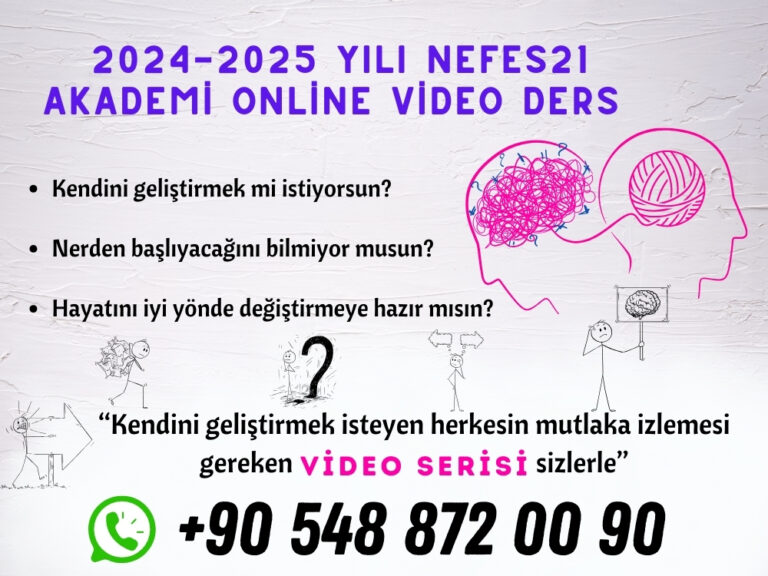 2024-2025 YILI NEFES21
AKADEMİ ONLİNE VİDEO DERS
• Kendini geliştirmek mi istiyorsun?
• Nerden başlıyacağını bilmiyor musun?
• Hayatını iyi yönde değiştirmeye hazır mısın?
“Kendini geliştirmek isteyen herkesin mutlaka izlemesi
gereken VİDEO SERİSİ sizlerle”
+90 548 872 00 90